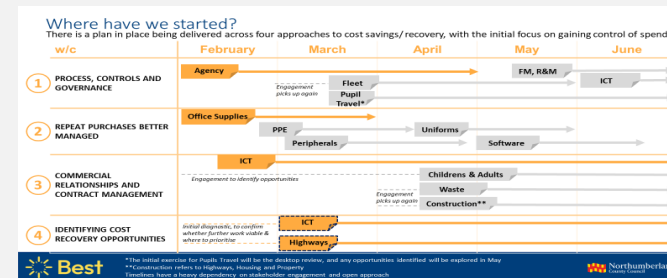 Where have we started?
There is a plan in place being delivered across four approaches to cost savings/recovery, with the initial focus on gaining control of spend
w/c February March April May June
1 PROCESS, CONTROLS AND GOVERNANCE
Agency
FM, R&M
Engagement picks up again
Fleet
ICT
Pupil Travel*
2 REPEAT PURCHASES BETTER MANAGED
Office Supplies
PPE
Uniforms
Peripherals
Software
3 COMMERCIAL RELATIONSHIPS AND CONTRACT MANAGEMENT
ICT
Engagement to identify opportunities
Childrens & Adults
Engagement picks up again
Waste
Construction**
4 IDENTIFYING COST RECOVERY OPPORTUNITIES
Initial diagnostic, to confirm
whether further work viable &
where to prioritise
ICT
Highways
Best
*The initial exercise for Pupils Travel will be the desktop review, and any opportunities identified will be explored in May
**Construction refers to Highways, Housing and Property
Timelines have a heavy dependency on stakeholder engagement and open approach
Northumberlan
County Council